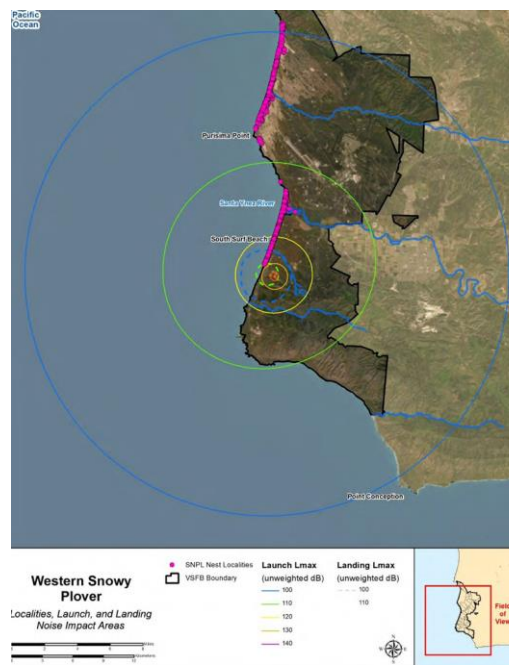 Pacific
Ocean
Purisima Point
Santa Ynez River
South Surf Beach
Point Conception
Western Snowy
Plover
Localities, Launch, and Landing
Noise Impact Areas
SNPL Nest Localities
VSFB Boundary
Launch Lmax
(unweighted dB)
100
110
120
130
140
Landing Lmax
(unweighted dB)
100
110
Field
of
View